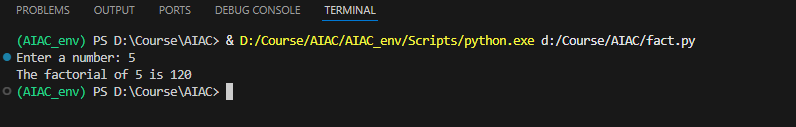 PROBLEMS OUTPUT PORTS DEBUG CONSOLE TERMINAL
(AIAC_env) PS D:\Course\AIAC> & D:/Course/AIAC/AIAC_env/Scripts/python.exe d:/Course/AIAC/fact.py
Enter a number: 5
The factorial of 5 is 120
(AIAC_env) PS D:\Course\AIAC>